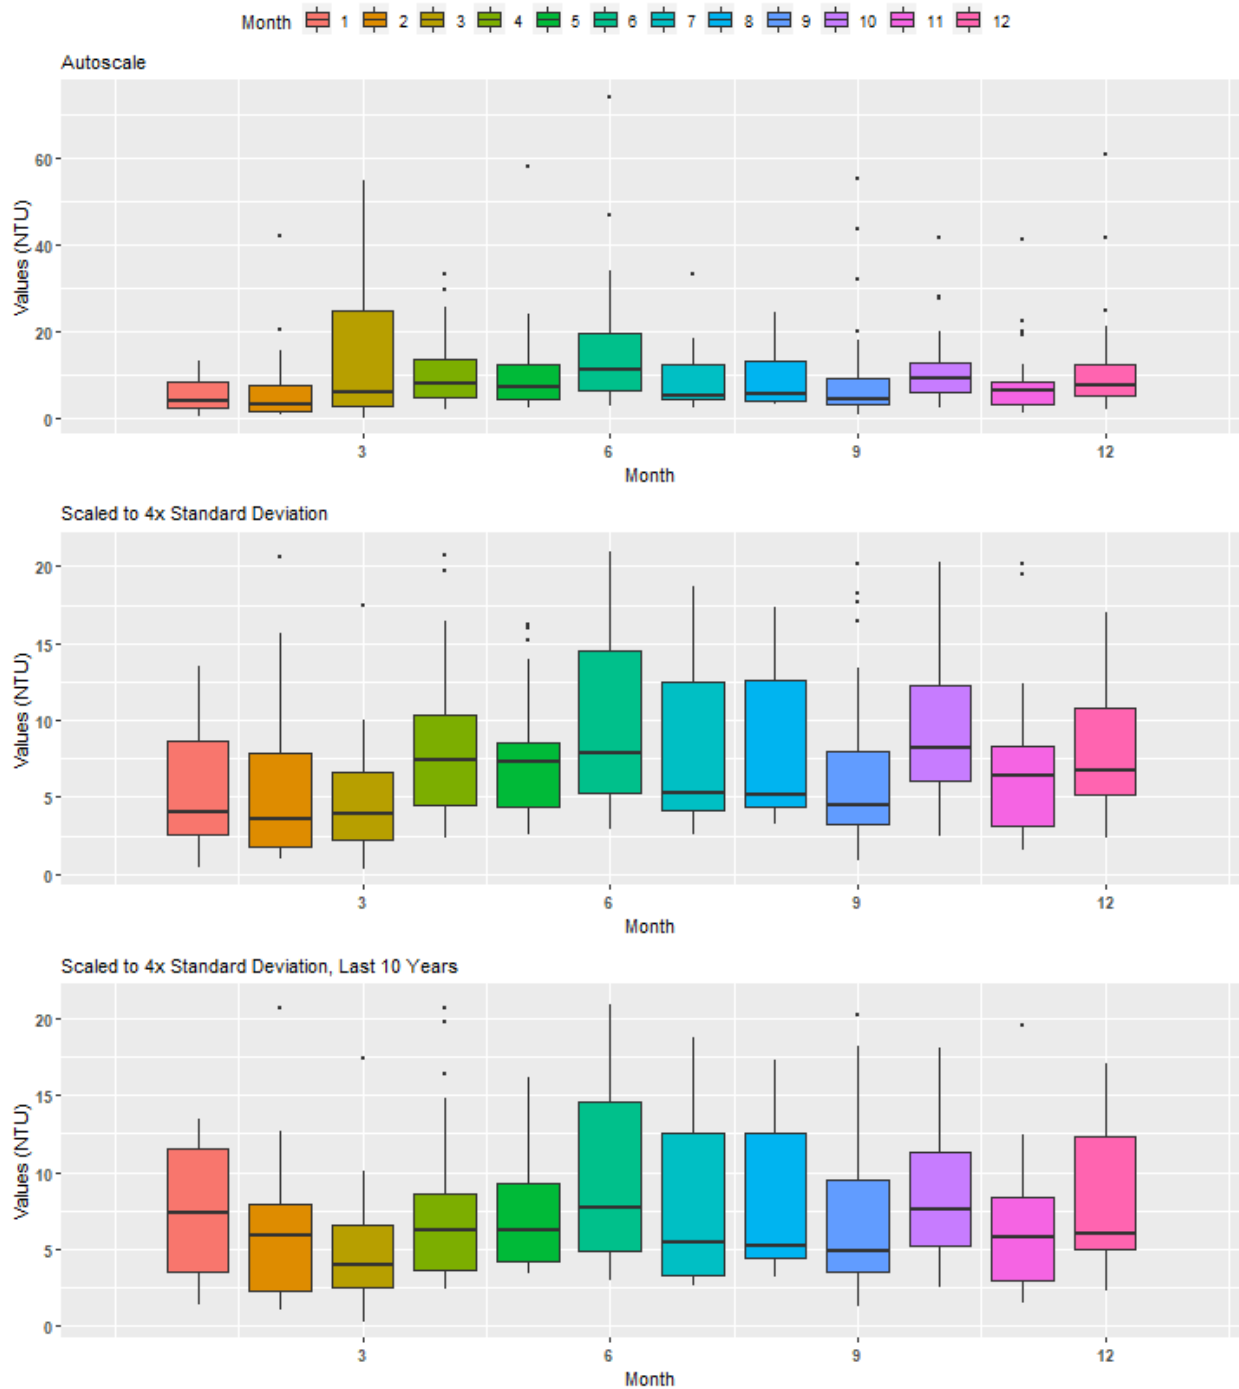 Month 1 2 3 4 5 6 7 8 9 10 11 12
Autoscale
Values (NTU)
60
40
20
0
3 6 9 12
Month
Scaled to 4x Standard Deviation
Values (NTU)
20
15
10
5
0
3 6 9 12
Month
Scaled to 4x Standard Deviation, Last 10 Years
Values (NTU)
20
15
10
5
0
3 6 9 12
Month